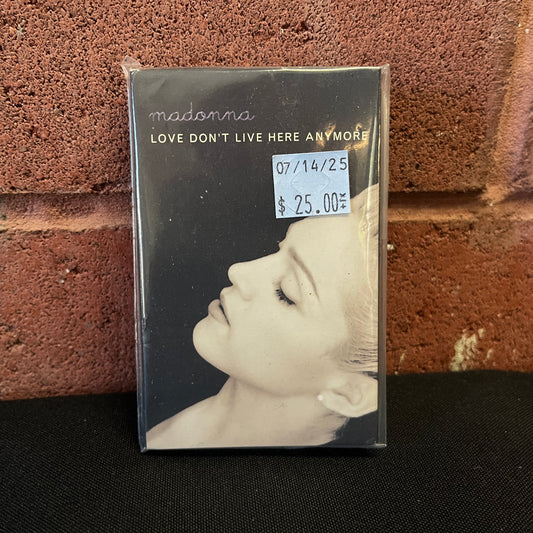 madonna
LOVE DON'T LIVE HERE ANYMORE
07/14/25
$ 25.00